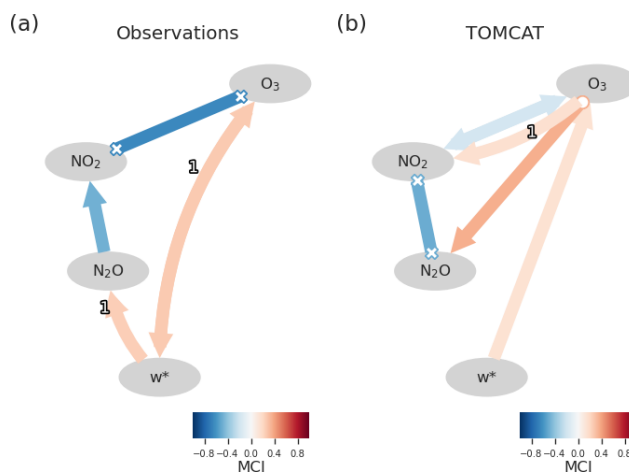 (a)
Observations
O₃
NO₂
1
N₂O
1
w*
−0.8 −0.4 0.0 0.4 0.8
MCI
(b)
TOMCAT
O₃
1
NO₂
N₂O
w*
−0.8 −0.4 0.0 0.4 0.8
MCI